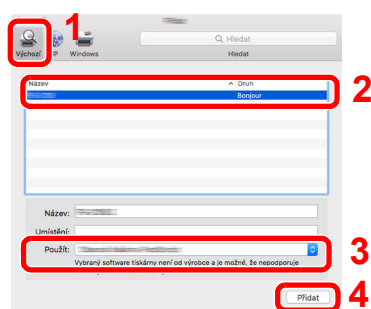 1
Hledat
Výchozí P Windows Hledat
Název Druh
Bonjour
2
Název:
Umístění:
Použít:
3
Vybraný software tiskárny není od výrobce a je možné, že nepodporuje
Přidat
4